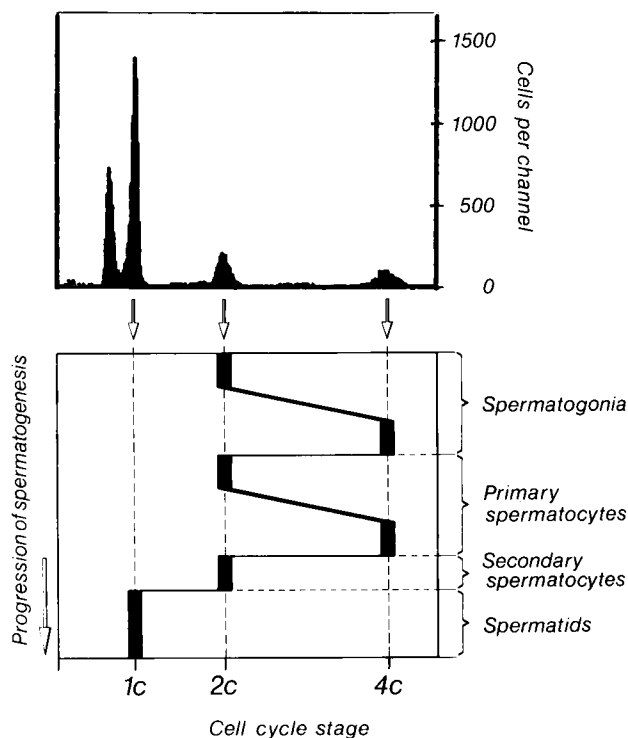 1500
1000
500
0
Cells per channel
Progression of spermatogenesis
Spermatogonia
Primary
spermatocytes
Secondary
spermatocytes
Spermatids
1c 2c 4c
Cell cycle stage